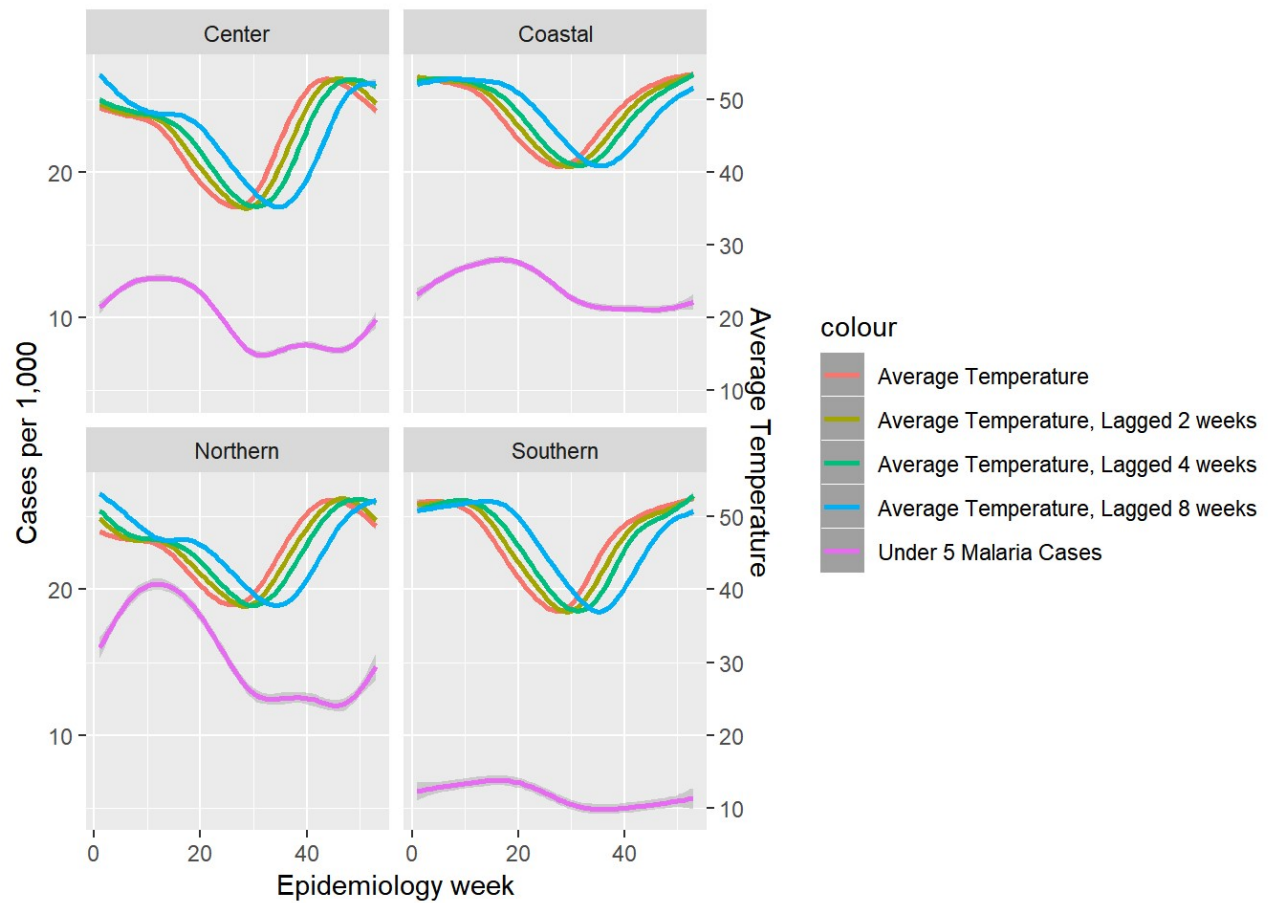 Center
Coastal
20
10
50
40
30
20
10
Cases per 1,000
Average Temperature
Northern
Southern
20
10
50
40
30
20
10
0
20
40
0
20
40
Epidemiology week
colour
Average Temperature
Average Temperature, Lagged 2 weeks
Average Temperature, Lagged 4 weeks
Average Temperature, Lagged 8 weeks
Under 5 Malaria Cases